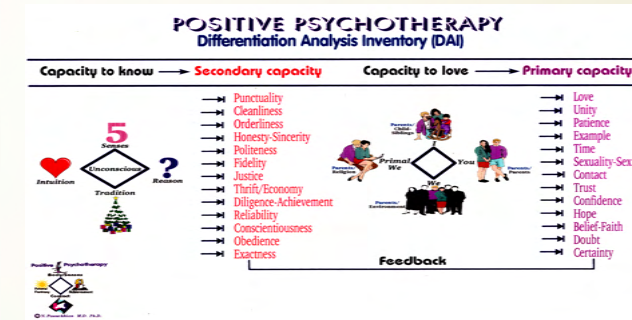 POSITIVE PSYCHOTHERAPY
Differentiation Analysis Inventory (DAI)
Capacity to know Secondary capacity Capacity to love Primary capacity
5
Senses
Intuition
Unconscious
?
Reason
Tradition
Punctuality
Cleanliness
Orderliness
Honesty-Sincerity
Politeness
Fidelity
Justice
Thrift/Economy
Diligence-Achievement
Reliability
Conscientiousness
Obedience
Exactness
Parents/
Child-
Siblings
I
Parents/
Religion
Primal
We
You
Parents/
Parents
We
Parents/
Environment
Love
Unity
Patience
Example
Time
Sexuality-Sex
Contact
Trust
Confidence
Hope
Belief-Faith
Doubt
Certainty
Feedback
Positive Psychotherapy